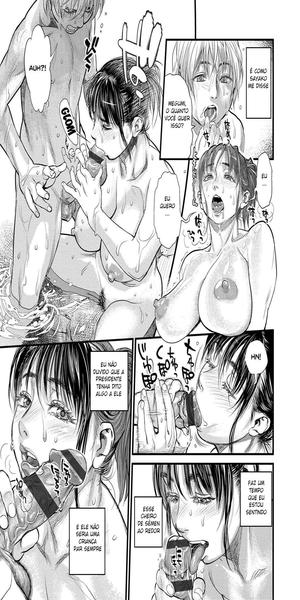 É COMO
SAYAKO
ME DISSE
MEGUMI, O QUANTO
VOCÊ QUER
ISSO?
AUH?!
GLOM
EU
...
EU
QUERO ...
HN!
EU NÃO
DUVIDO QUE A
PRESIDENTE
TENHA DITO
ALGO A ELE
E ELE NÃO
SERIA UMA
CRIANÇA
PAR SEMPRE
FAZ UM
TEMPO QUE
EU ESTOU
SENTINDO
ESSE CHEIRO
DE SÊMEN
AO REDOR